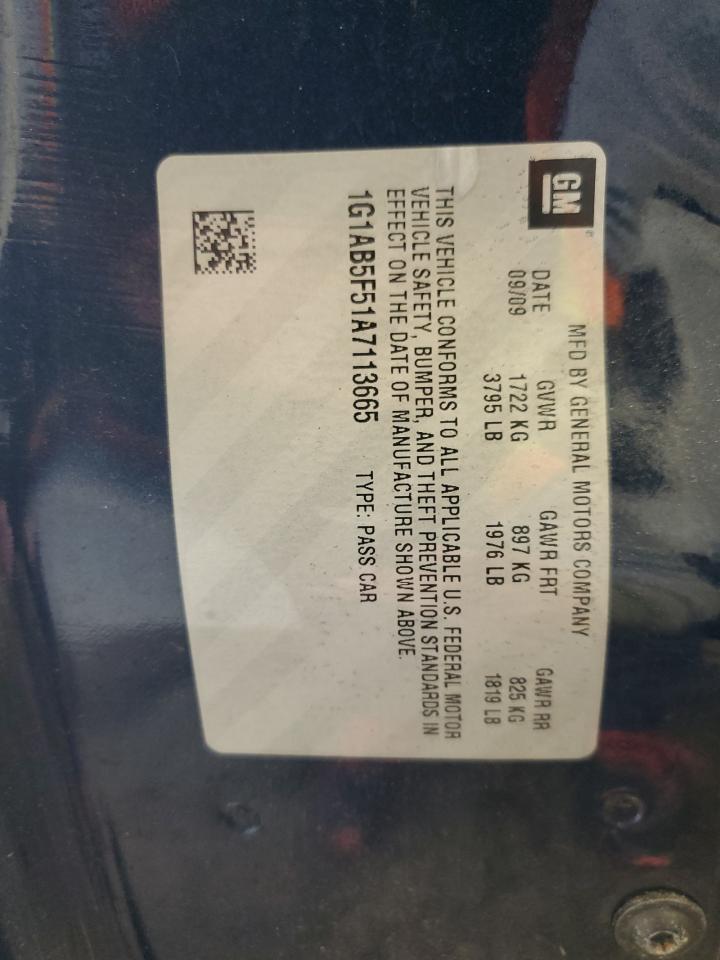 GM
MFD BY GENERAL MOTORS COMPANY
DATE GVWR GAWR FRT GAWR RR
09/09 1722 KG 897 KG 825 KG
3795 LB 1976 LB 1819 LB
THIS VEHICLE CONFORMS TO ALL APPLICABLE U.S. FEDERAL MOTOR
VEHICLE SAFETY, BUMPER, AND THEFT PREVENTION STANDARDS IN
EFFECT ON THE DATE OF MANUFACTURE SHOWN ABOVE.
1G1AB5F51A7113665 TYPE: PASS CAR